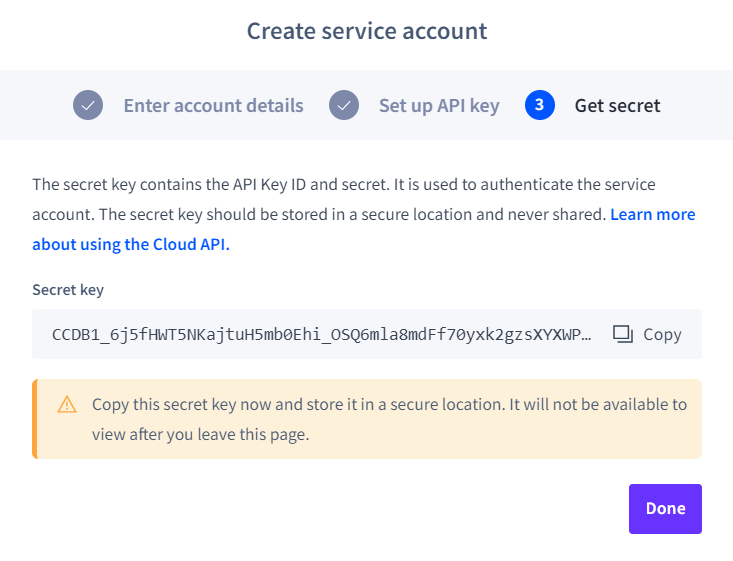 Create service account
Enter account details
Set up API key
3
Get secret
The secret key contains the API Key ID and secret. It is used to authenticate the service
account. The secret key should be stored in a secure location and never shared. Learn more
about using the Cloud API.
Secret key
CCDB1_6j5fHWT5NKajtuH5mb0Ehi_OSQ6mla8mdFf70yxk2gzsXYXWP…
Copy
Copy this secret key now and store it in a secure location. It will not be available to
view after you leave this page.
Done